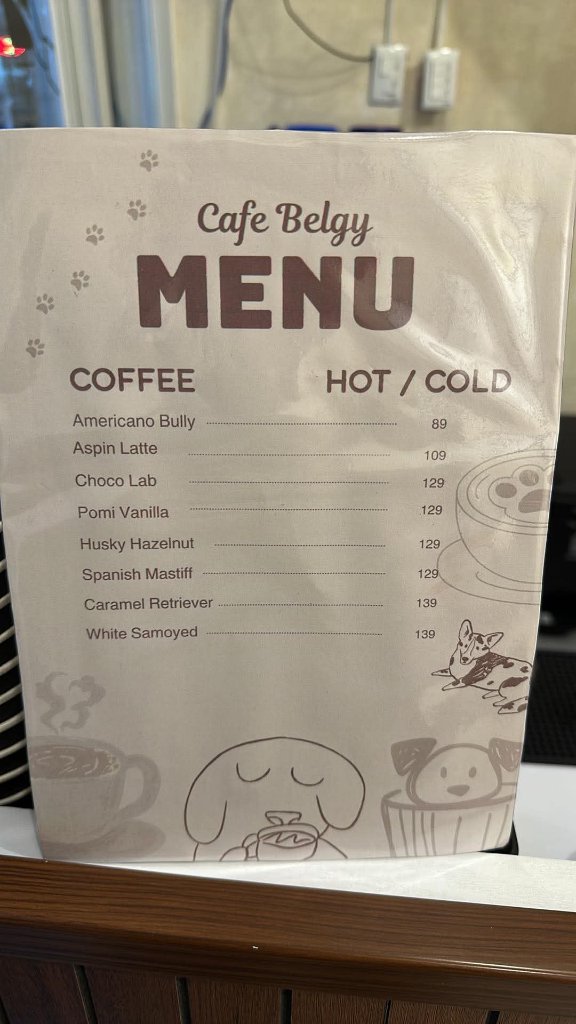 Cafe Belgy
MENU
COFFEE HOT / COLD
Americano Bully 89
Aspin Latte 109
Choco Lab 129
Pomi Vanilla 129
Husky Hazelnut 129
Spanish Mastiff 129
Caramel Retriever 139
White Samoyed 139